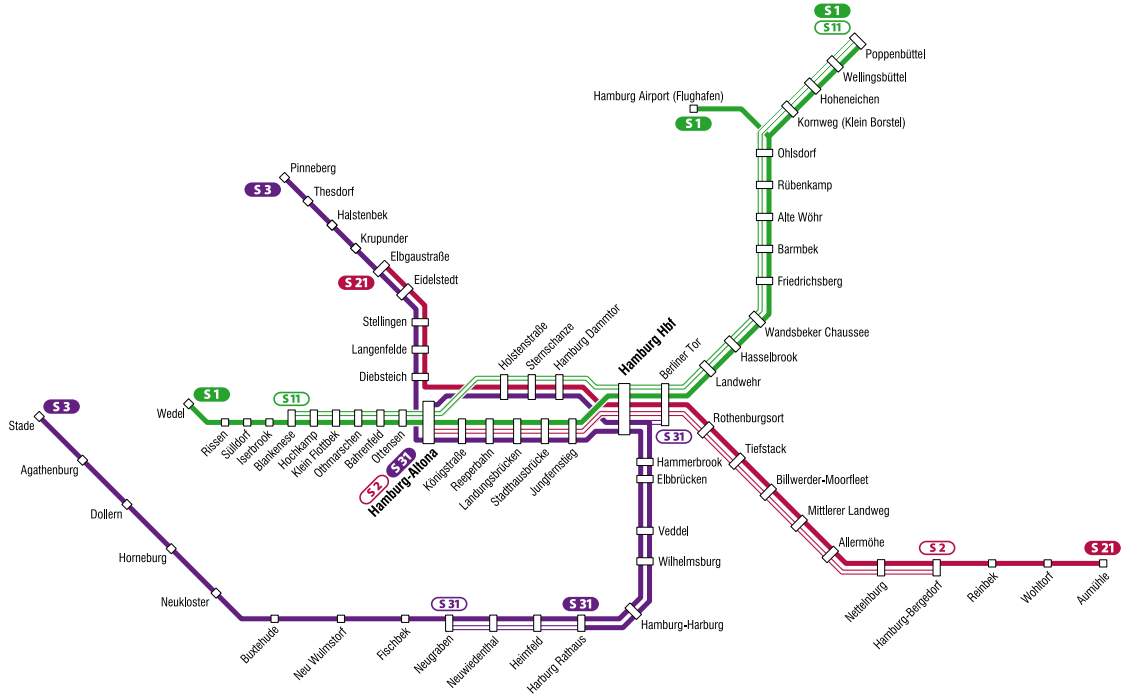 S 1
S 11
Poppenbüttel
Wellingsbüttel
Hoheneichen
Kornweg (Klein Borstel)
Hamburg Airport (Flughafen)
S 1
Ohlsdorf
Rübenkamp
Alte Wöhr
Barmbek
Friedrichsberg
Wandsbeker Chaussee
Hasselbrook
Landwehr
Pinneberg
S 3
Thesdorf
Halstenbek
Krupunder
Elbgaustraße
S 21
Eidelstedt
Stellingen
Langenfelde
Diebsteich
Holstenstraße
Sternschanze
Hamburg Dammtor
Hamburg Hbf
Berliner Tor
S 1
S 11
Wedel
Rissen
Sülldorf
Iserbrook
Blankenese
Hochkamp
Klein Flottbek
Othmarschen
Bahrenfeld
Ottensen
S 2
S 31
Hamburg-Altona
Königstraße
Reeperbahn
Landungsbrücken
Stadthausbrücke
Jungfernstieg
S 31
Rothenburgsort
Tiefstack
Billwerder-Moorfleet
Mittlerer Landweg
Allermöhe
Nettelnburg
S 2
Hamburg-Bergedorf
Reinbek
Wohltorf
S 21
Aumühle
Hammerbrook
Elbbrücken
Veddel
Wilhelmsburg
Hamburg-Harburg
S 3
Stade
Agathenburg
Dollern
Horneburg
Neukloster
Buxtehude
Neu Wulmstorf
Fischbek
S 31
Neugraben
Neuwiedenthal
Heimfeld
S 31
Harburg Rathaus